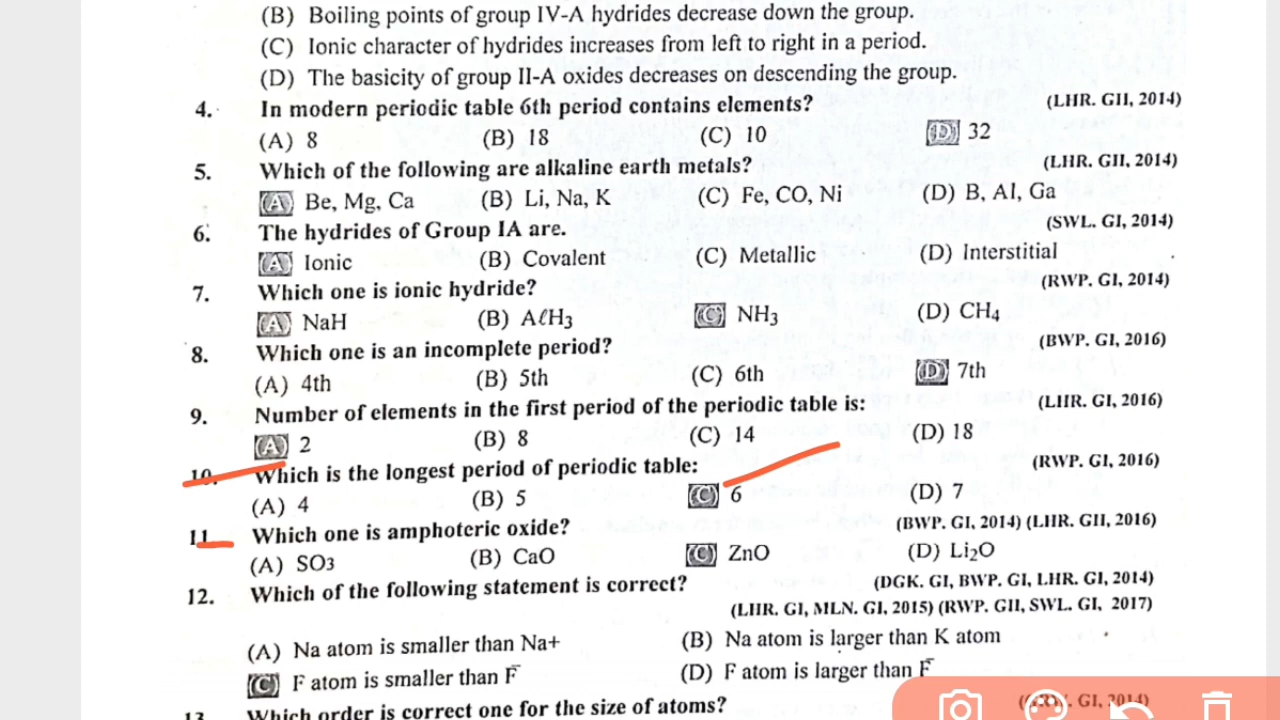 (B) Boiling points of group IV-A hydrides decrease down the group.
(C) Ionic character of hydrides increases from left to right in a period.
(D) The basicity of group II-A oxides decreases on descending the group.
4. In modern periodic table 6th period contains elements? (LHR. GII, 2014)
(A) 8 (B) 18 (C) 10 (D) 32
5. Which of the following are alkaline earth metals? (LHR. GII, 2014)
(A) Be, Mg, Ca (B) Li, Na, K (C) Fe, CO, Ni (D) B, Al, Ga
6. The hydrides of Group IA are. (SWL. GI, 2014)
(A) Ionic (B) Covalent (C) Metallic (D) Interstitial
7. Which one is ionic hydride? (RWP. GI, 2014)
(A) NaH (B) AℓH3 (C) NH3 (D) CH4
8. Which one is an incomplete period? (BWP. GI, 2016)
(A) 4th (B) 5th (C) 6th (D) 7th
9. Number of elements in the first period of the periodic table is: (LHR. GI, 2016)
(A) 2 (B) 8 (C) 14 (D) 18
10. Which is the longest period of periodic table: (RWP. GI, 2016)
(A) 4 (B) 5 (C) 6 (D) 7
11 Which one is amphoteric oxide? (BWP. GI, 2014) (LHR. GII, 2016)
(A) SO3 (B) CaO (C) ZnO (D) Li2O
12. Which of the following statement is correct? (DGK. GI, BWP. GI, LHR. GI, 2014)
(LHR. GI, MLN. GI, 2015) (RWP. GII, SWL. GI, 2017)
(A) Na atom is smaller than Na+ (B) Na atom is larger than K atom
(C) F atom is smaller than F̄ (D) F atom is larger than F̄
13 Which order is correct one for the size of atoms? GI, 2014)